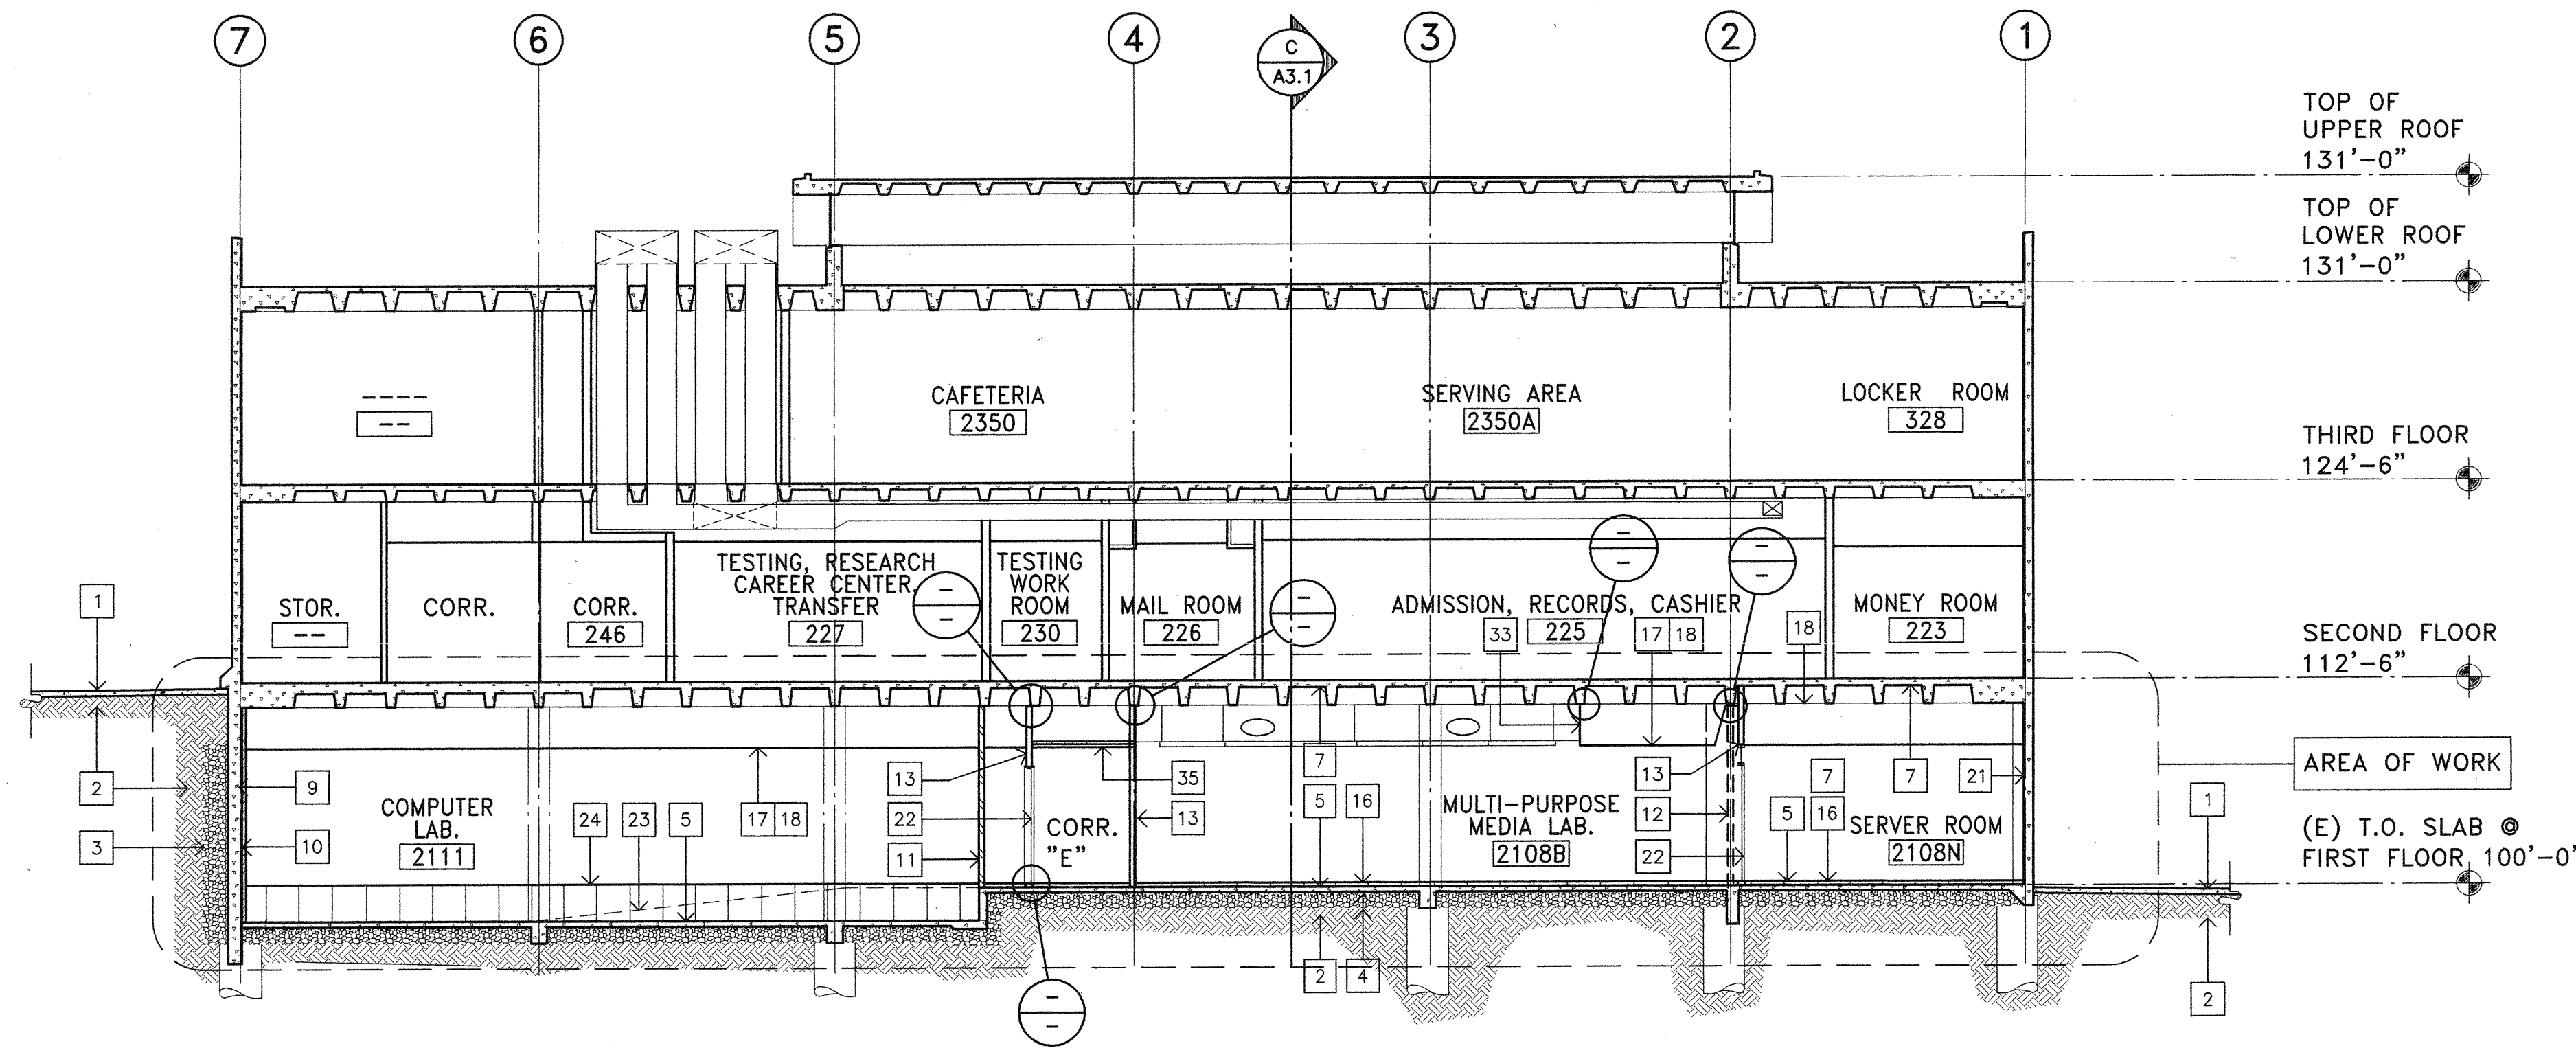 7
6
5
4
C
A3.1
3
2
1
TOP OF
UPPER ROOF
131'-0"
TOP OF
LOWER ROOF
131'-0"
CAFETERIA
2350
SERVING AREA
2350A
LOCKER ROOM
328
----
--
THIRD FLOOR
124'-6"
TESTING, RESEARCH
CAREER CENTER,
TRANSFER
227
TESTING
WORK
ROOM
230
STOR.
--
CORR.
CORR.
246
MAIL ROOM
226
ADMISSION, RECORDS, CASHIER
225
MONEY ROOM
223
-
-
-
-
-
-
-
-
1
33
17 18
18
SECOND FLOOR
112'-6"
2
3
9
10
COMPUTER
LAB.
2111
24
23
5
17 18
13
22
11
CORR.
"E"
35
13
7
5
16
MULTI-PURPOSE
MEDIA LAB.
2108B
13
12
22
7
5
16
7
21
SERVER ROOM
2108N
1
AREA OF WORK
(E) T.O. SLAB @
FIRST FLOOR 100'-0"
2
4
2
-
-